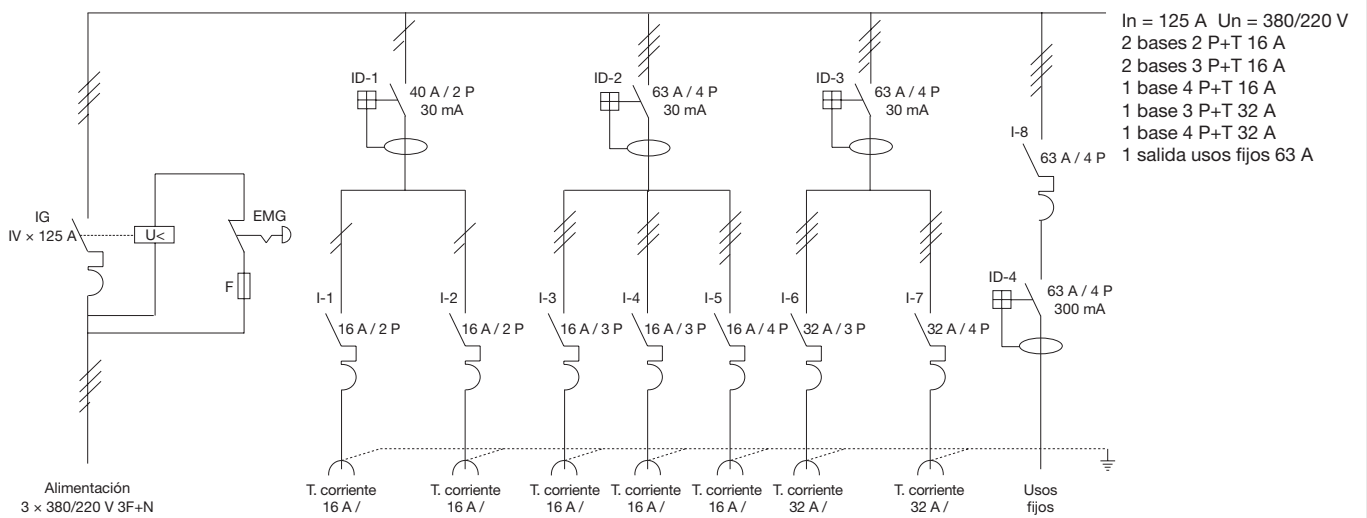 In = 125 A Un = 380/220 V
2 bases 2 P+T 16 A
2 bases 3 P+T 16 A
1 base 4 P+T 16 A
1 base 3 P+T 32 A
1 base 4 P+T 32 A
1 salida usos fijos 63 A
ID-1
40 A / 2 P
30 mA
ID-2
63 A / 4 P
30 mA
ID-3
63 A / 4 P
30 mA
I-8
63 A / 4 P
IG
IV × 125 A
U<
EMG
F
ID-4
63 A / 4 P
300 mA
I-1
16 A / 2 P
I-2
16 A / 2 P
I-3
16 A / 3 P
I-4
16 A / 3 P
I-5
16 A / 4 P
I-6
32 A / 3 P
I-7
32 A / 4 P
Alimentación
3 × 380/220 V 3F+N
T. corriente
16 A /
T. corriente
16 A /
T. corriente
16 A /
T. corriente
16 A /
T. corriente
16 A /
T. corriente
32 A /
T. corriente
32 A /
Usos
fijos